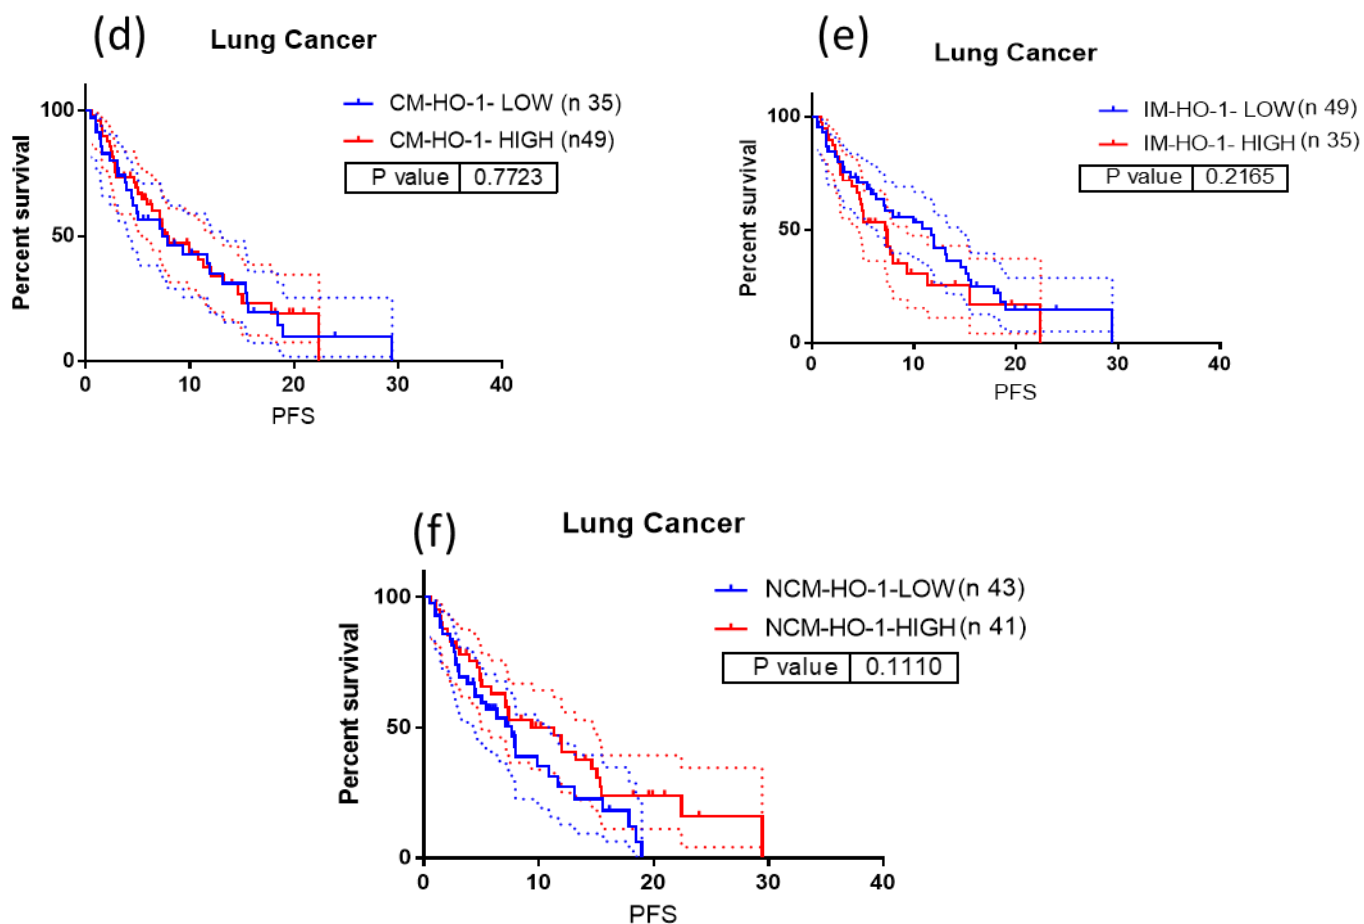 (d) Lung Cancer
CM-HO-1- LOW (n 35)
CM-HO-1- HIGH (n49)
P value 0.7723
Percent survival
100
50
0
0 10 20 30 40
PFS
(e) Lung Cancer
IM-HO-1- LOW (n 49)
IM-HO-1- HIGH (n 35)
P value 0.2165
Percent survival
100
50
0
0 10 20 30 40
PFS
(f) Lung Cancer
NCM-HO-1-LOW (n 43)
NCM-HO-1-HIGH (n 41)
P value 0.1110
Percent survival
100
50
0
0 10 20 30 40
PFS